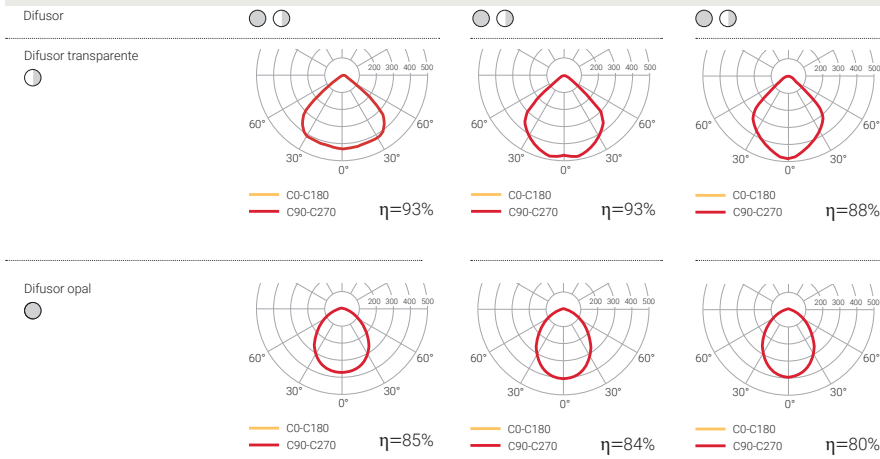 Difusor
Difusor transparente
200 300 400 500
60° 60°
30° 30°
0°
C0-C180
C90-C270 η=93%
200 300 400 500
60° 60°
30° 30°
0°
C0-C180
C90-C270 η=93%
200 300 400 500
60° 60°
30° 30°
0°
C0-C180
C90-C270 η=88%
Difusor opal
200 300 400 500
60° 60°
30° 30°
0°
C0-C180
C90-C270 η=85%
200 300 400 500
60° 60°
30° 30°
0°
C0-C180
C90-C270 η=84%
200 300 400 500
60° 60°
30° 30°
0°
C0-C180
C90-C270 η=80%